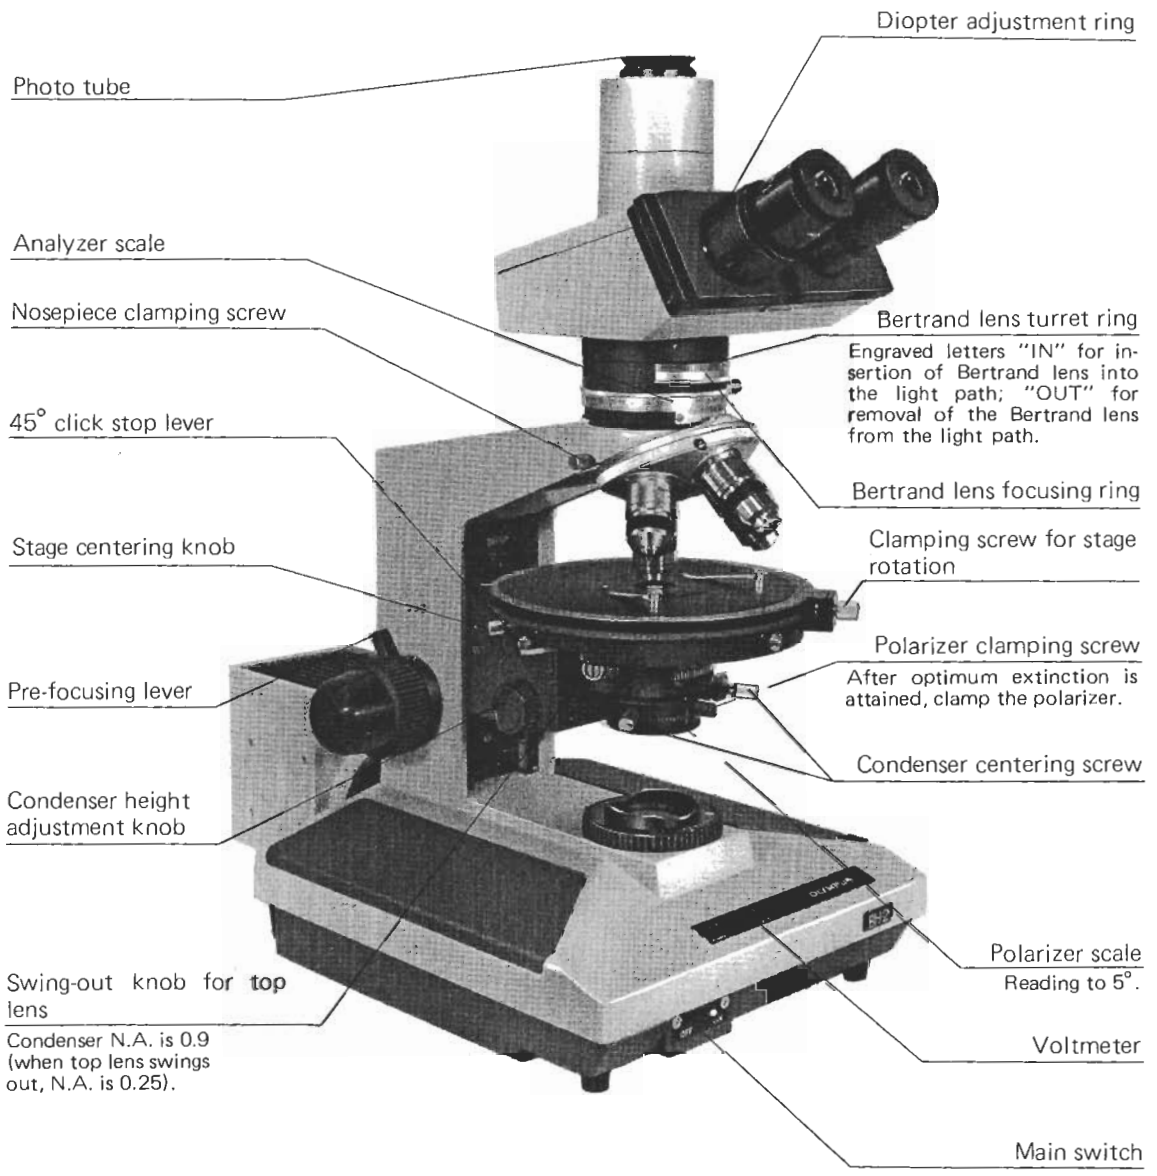 Diopter adjustment ring
Photo tube
Analyzer scale
Nosepiece clamping screw
45° click stop lever
Stage centering knob
Pre-focusing lever
Condenser height
adjustment knob
Swing-out knob for top
lens
Condenser N.A. is 0.9
(when top lens swings
out, N.A. is 0.25).
Bertrand lens turret ring
Engraved letters "IN" for in-
sertion of Bertrand lens into
the light path; "OUT" for
removal of the Bertrand lens
from the light path.
Bertrand lens focusing ring
Clamping screw for stage
rotation
Polarizer clamping screw
After optimum extinction is
attained, clamp the polarizer.
Condenser centering screw
OLYMPUS
BH2
Polarizer scale
Reading to 5°.
Voltmeter
OFF
Main switch